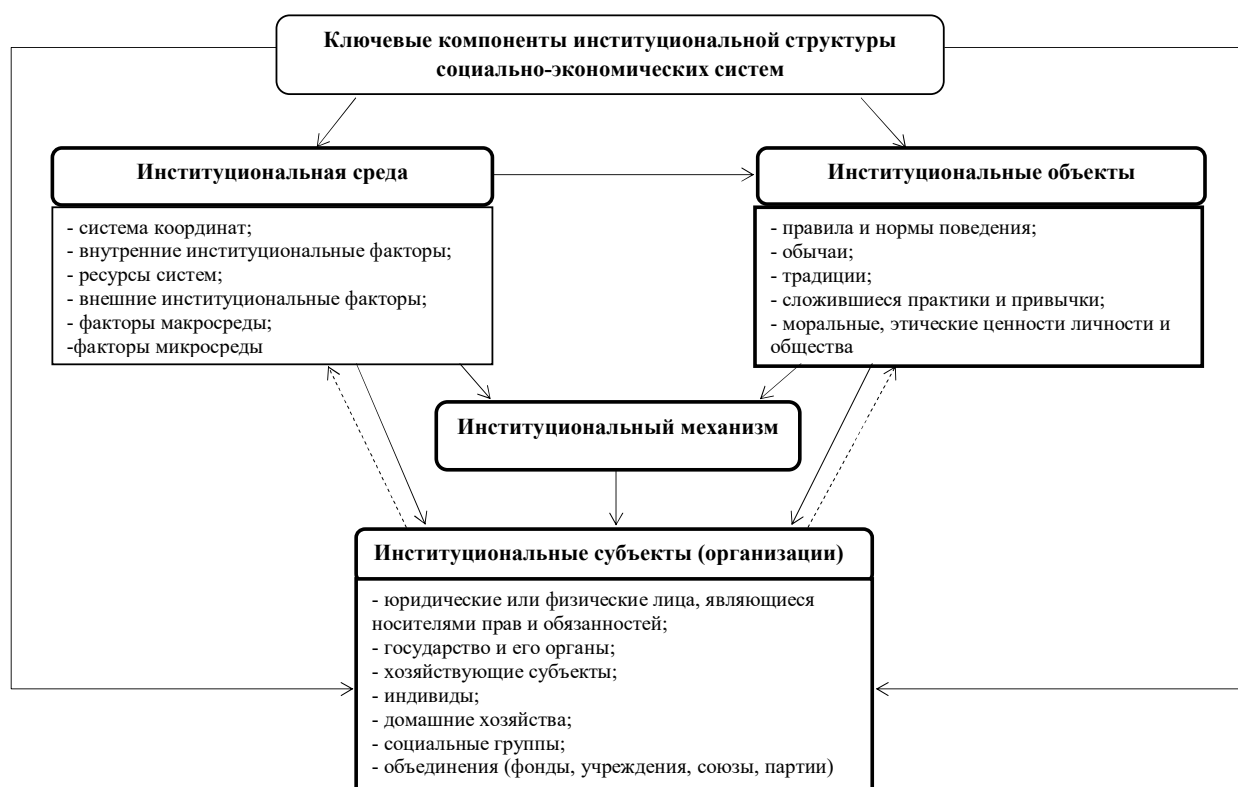 Ключевые компоненты институциональной структуры
социально-экономических систем
Институциональная среда
- система координат;
- внутренние институциональные факторы;
- ресурсы систем;
- внешние институциональные факторы;
- факторы макросреды;
-факторы микросреды
Институциональные объекты
- правила и нормы поведения;
- обычаи;
- традиции;
- сложившиеся практики и привычки;
- моральные, этические ценности личности и
общества
Институциональный механизм
Институциональные субъекты (организации)
- юридические или физические лица, являющиеся
носителями прав и обязанностей;
- государство и его органы;
- хозяйствующие субъекты;
- индивиды;
- домашние хозяйства;
- социальные группы;
- объединения (фонды, учреждения, союзы, партии)